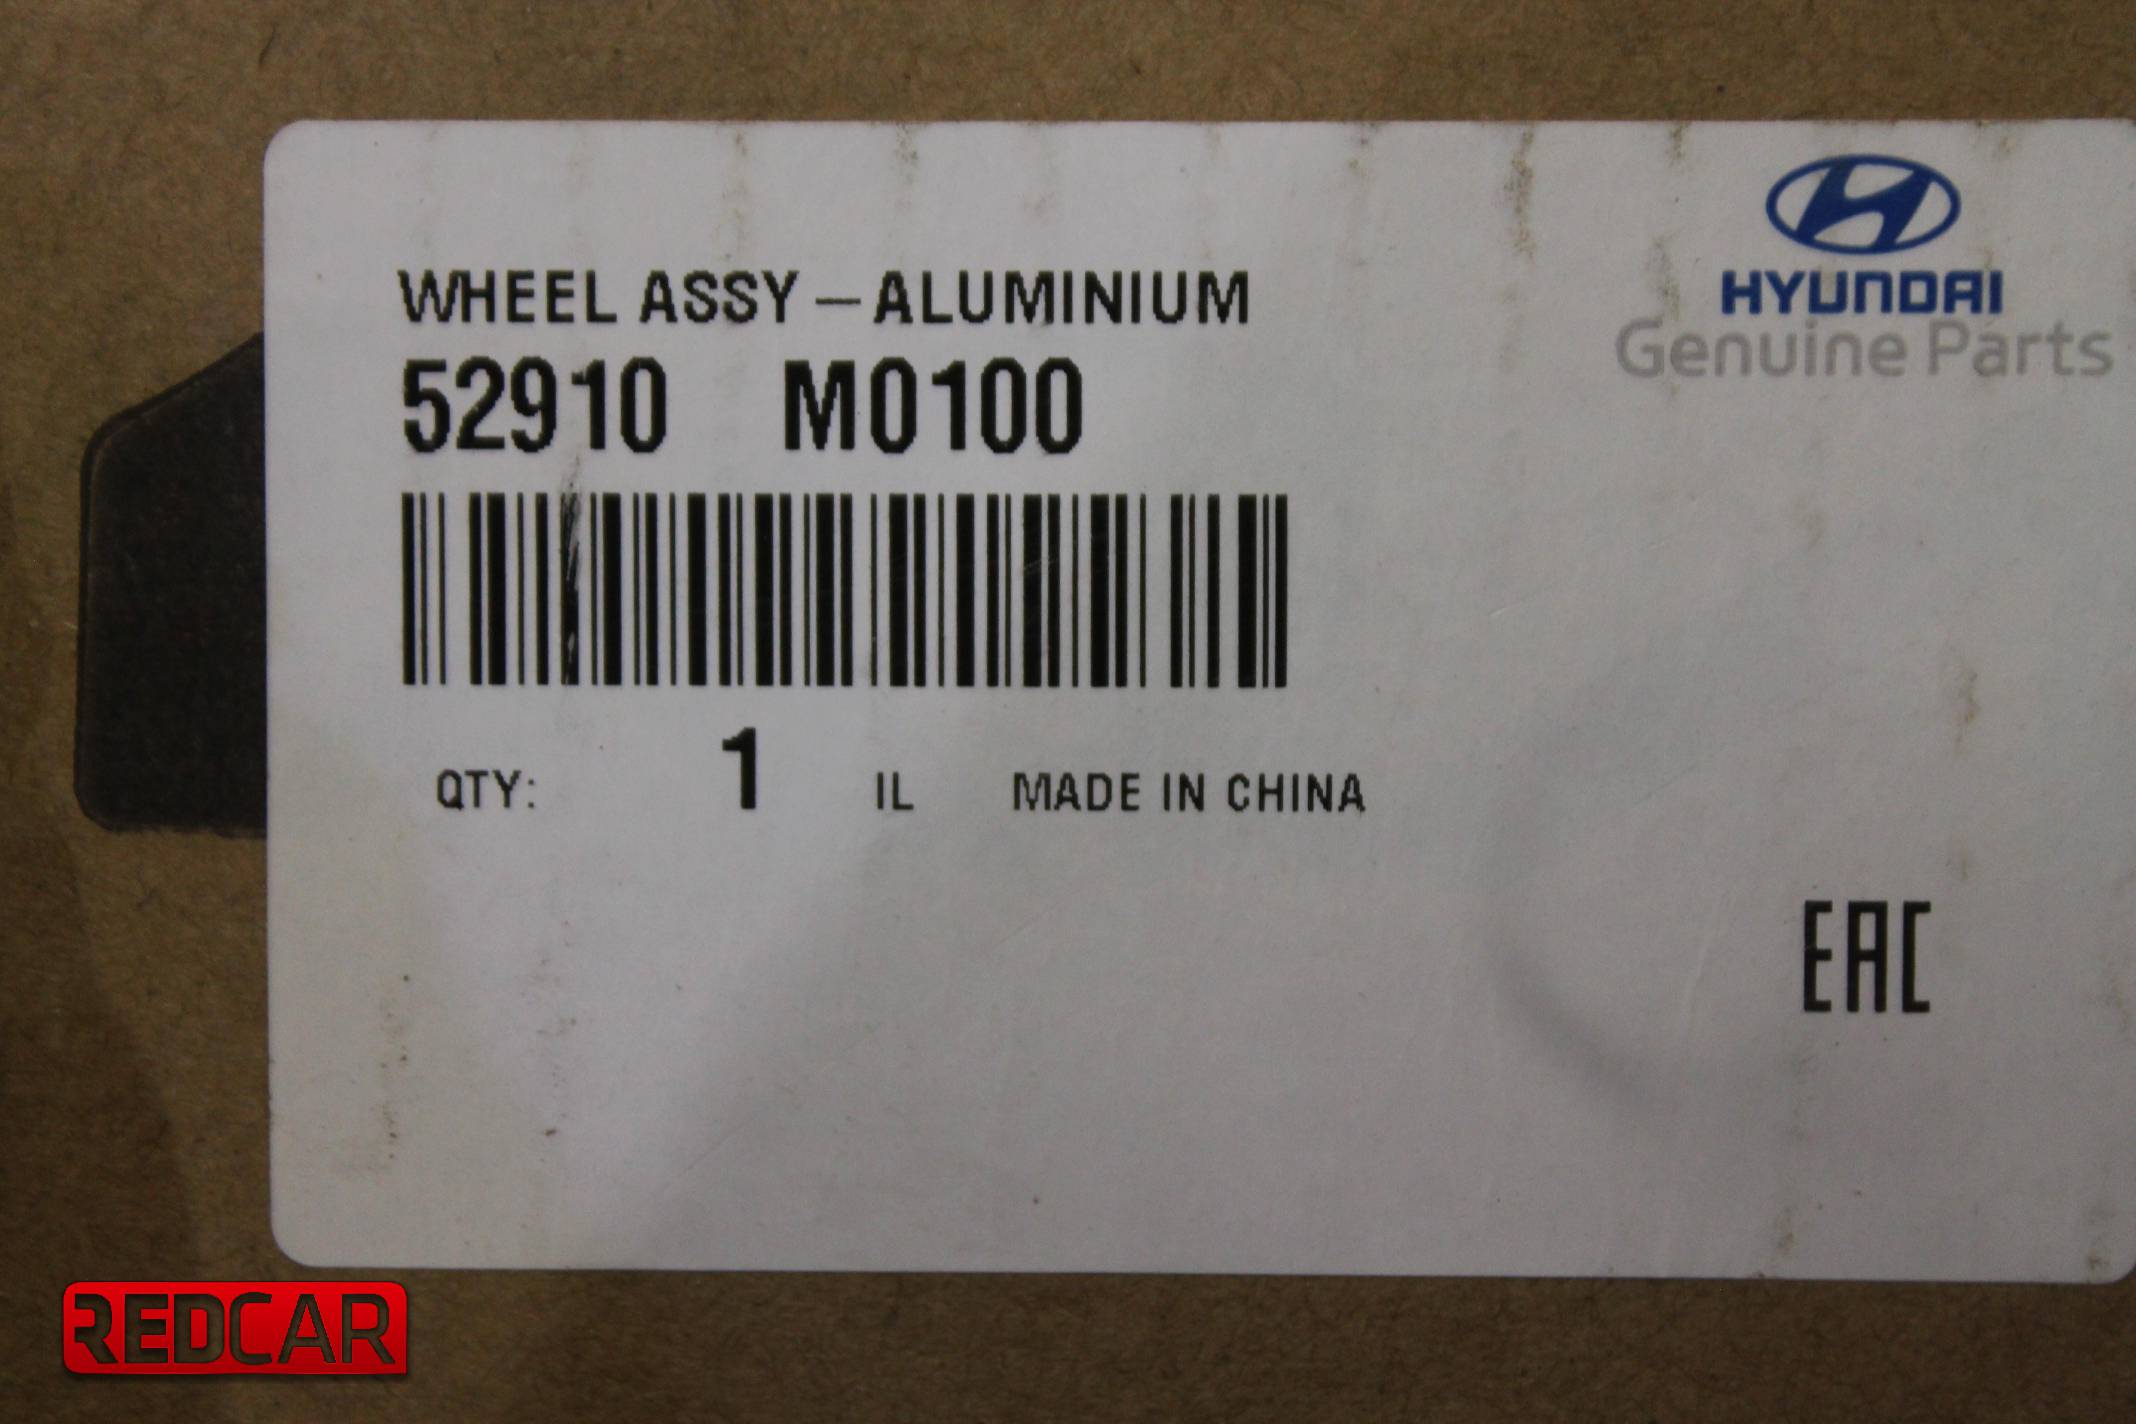 HYUNDAI
Genuine Parts
WHEEL ASSY – ALUMINIUM
52910 M0100
QTY: 1 IL MADE IN CHINA
EAC
REDCAR